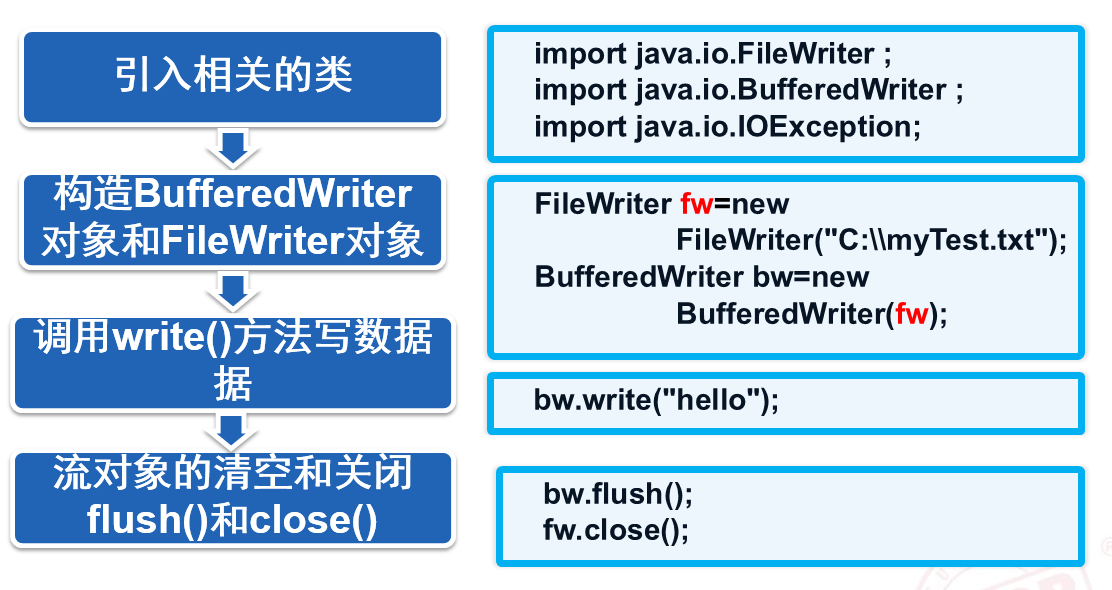 引入相关的类
import java.io.FileWriter ;
import java.io.BufferedWriter ;
import java.io.IOException;
构造BufferedWriter
对象和FileWriter对象
FileWriter fw=new
FileWriter("C:\\myTest.txt");
BufferedWriter bw=new
BufferedWriter(fw);
调用write()方法写数据
据
bw.write("hello");
流对象的清空和关闭
flush()和close()
bw.flush();
fw.close();